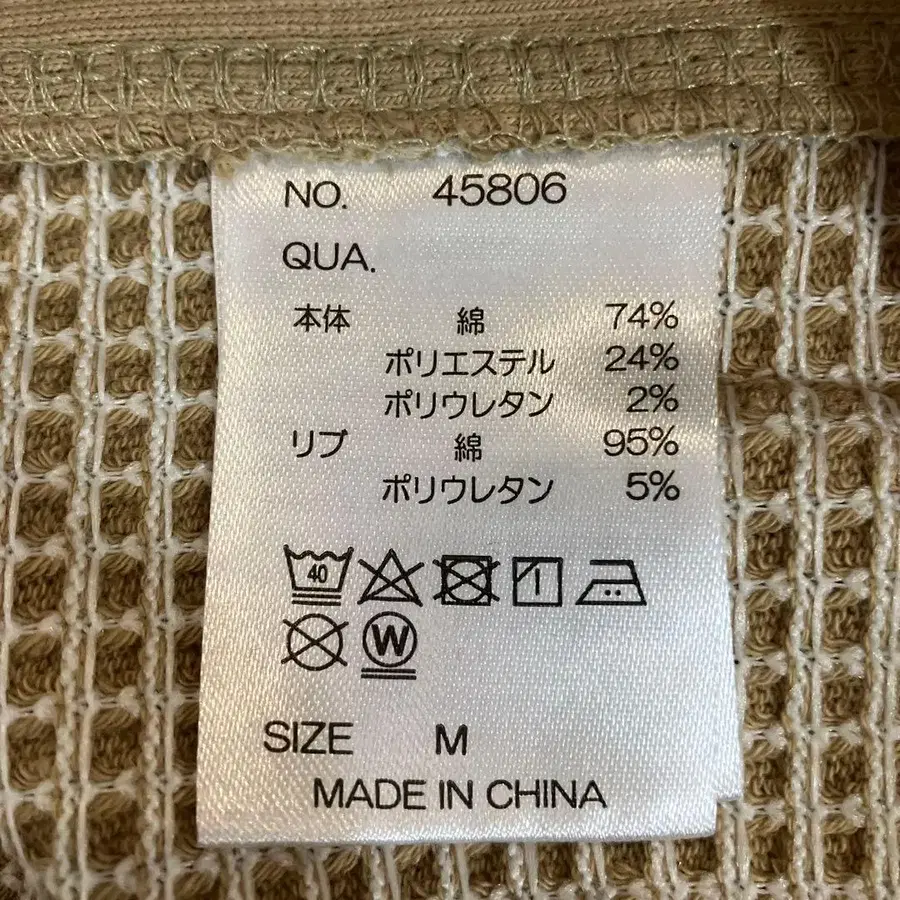 NO. 45806
QUA.
本体 綿 74%
ポリエステル 24%
ポリウレタン 2%
リブ 綿 95%
ポリウレタン 5%
40
W
SIZE M
MADE IN CHINA